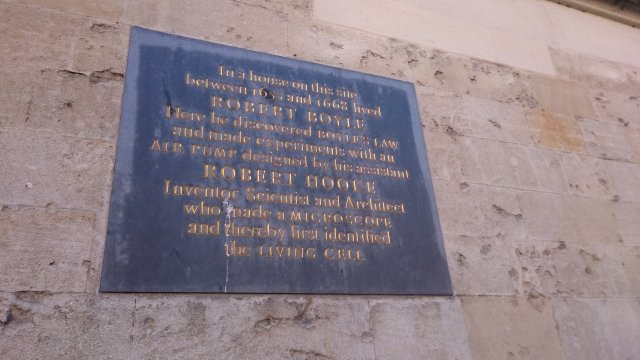 In a house on this site
between 1655 and 1668 lived
ROBERT BOYLE
Here he discovered BOYLE'S LAW
and made experiments with an
AIR PUMP designed by his assistant
ROBERT HOOKE
Inventor Scientist and Architect
who made a MICROSCOPE
and thereby first identified
the LIVING CELL